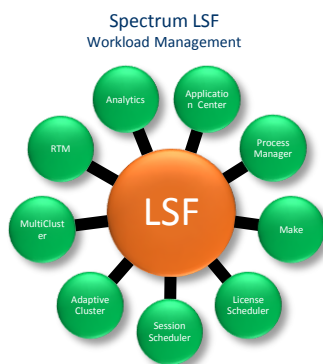 Spectrum LSF
Workload Management
Analytics
Applicatio
n Center
RTM
Process
Manager
LSF
MultiClust
er
Make
Adaptive
Cluster
License
Scheduler
Session
Scheduler